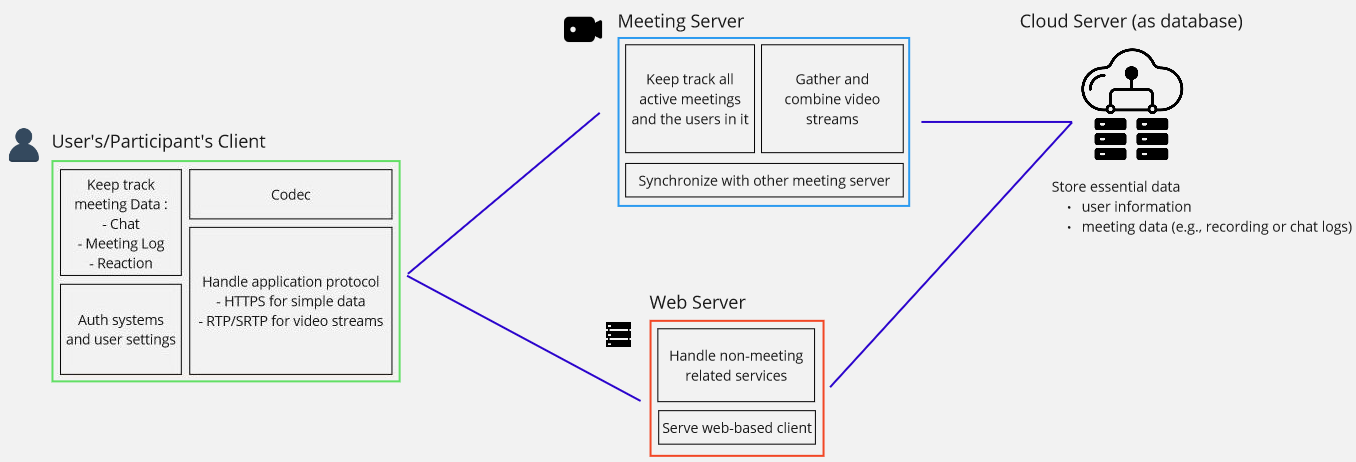 User's/Participant's Client
Keep track
meeting Data :
- Chat
- Meeting Log
- Reaction
Codec
Auth systems
and user settings
Handle application protocol
- HTTPS for simple data
- RTP/SRTP for video streams
Meeting Server
Keep track all
active meetings
and the users in it
Gather and
combine video
streams
Synchronize with other meeting server
Web Server
Handle non-meeting
related services
Serve web-based client
Cloud Server (as database)
Store essential data
• user information
• meeting data (e.g., recording or chat logs)